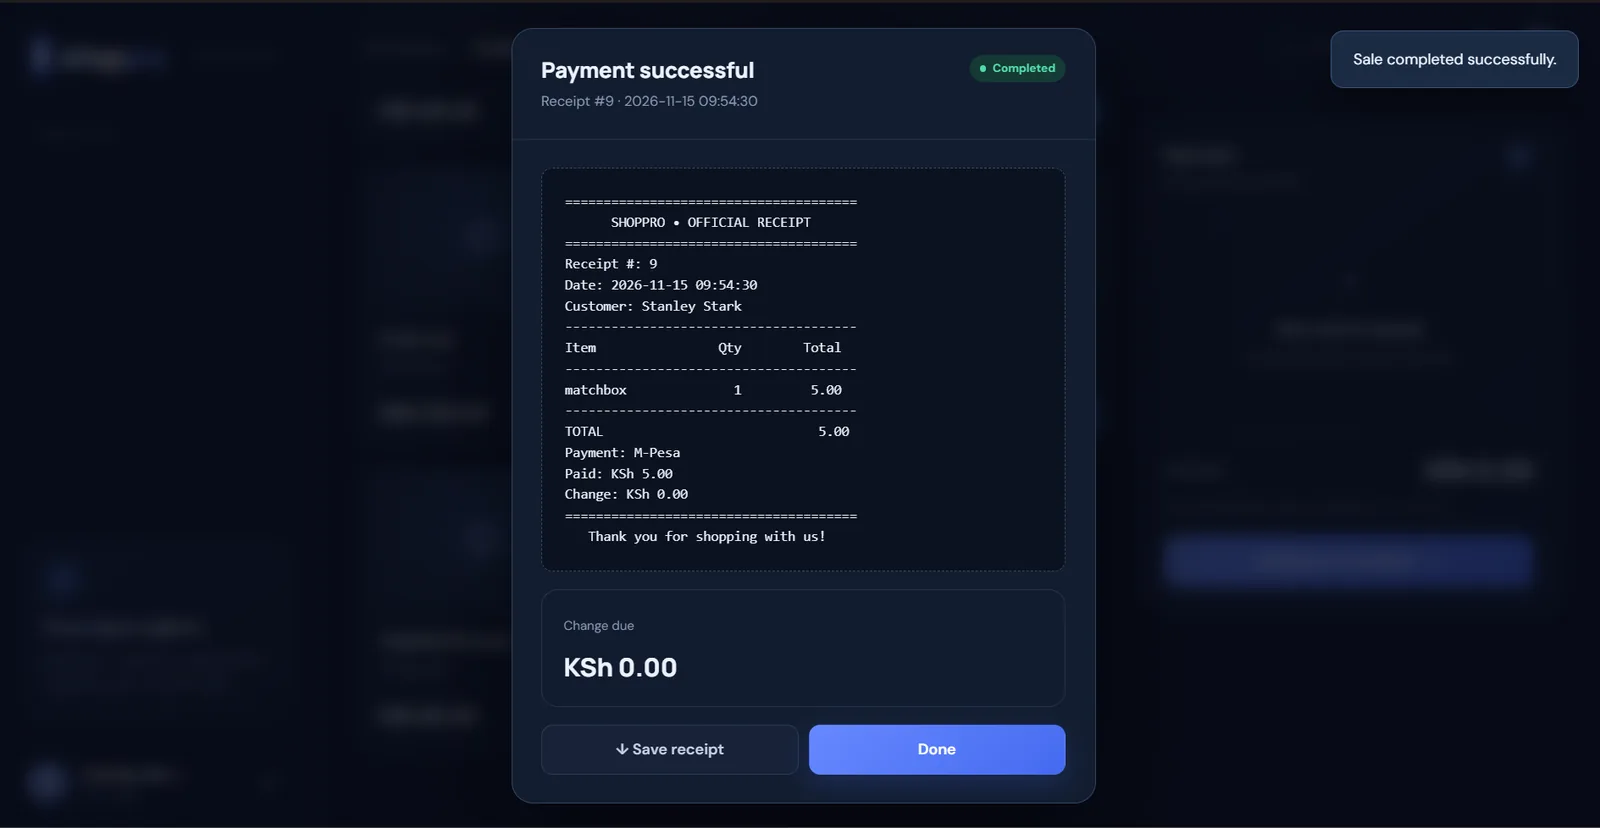 Payment successful
Completed
Receipt #9 · 2026-11-15 09:54:30
Sale completed successfully.
======================================
SHOPPRO • OFFICIAL RECEIPT
======================================
Receipt #: 9
Date: 2026-11-15 09:54:30
Customer: Stanley Stark
--------------------------------------
Item Qty Total
--------------------------------------
matchbox 1 5.00
--------------------------------------
TOTAL 5.00
Payment: M-Pesa
Paid: KSh 5.00
Change: KSh 0.00
======================================
Thank you for shopping with us!
Change due
KSh 0.00
↓ Save receipt
Done